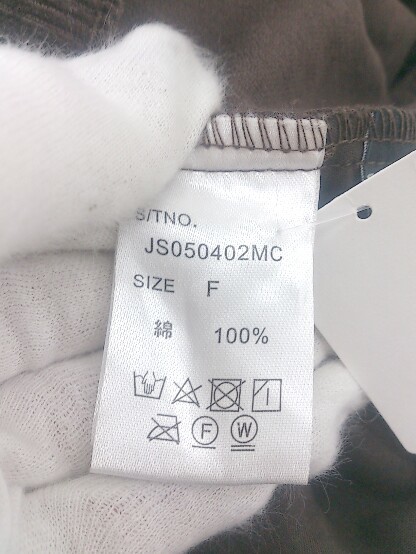 S/TNO.
JS050402MC
SIZE F
綿 100%
F W